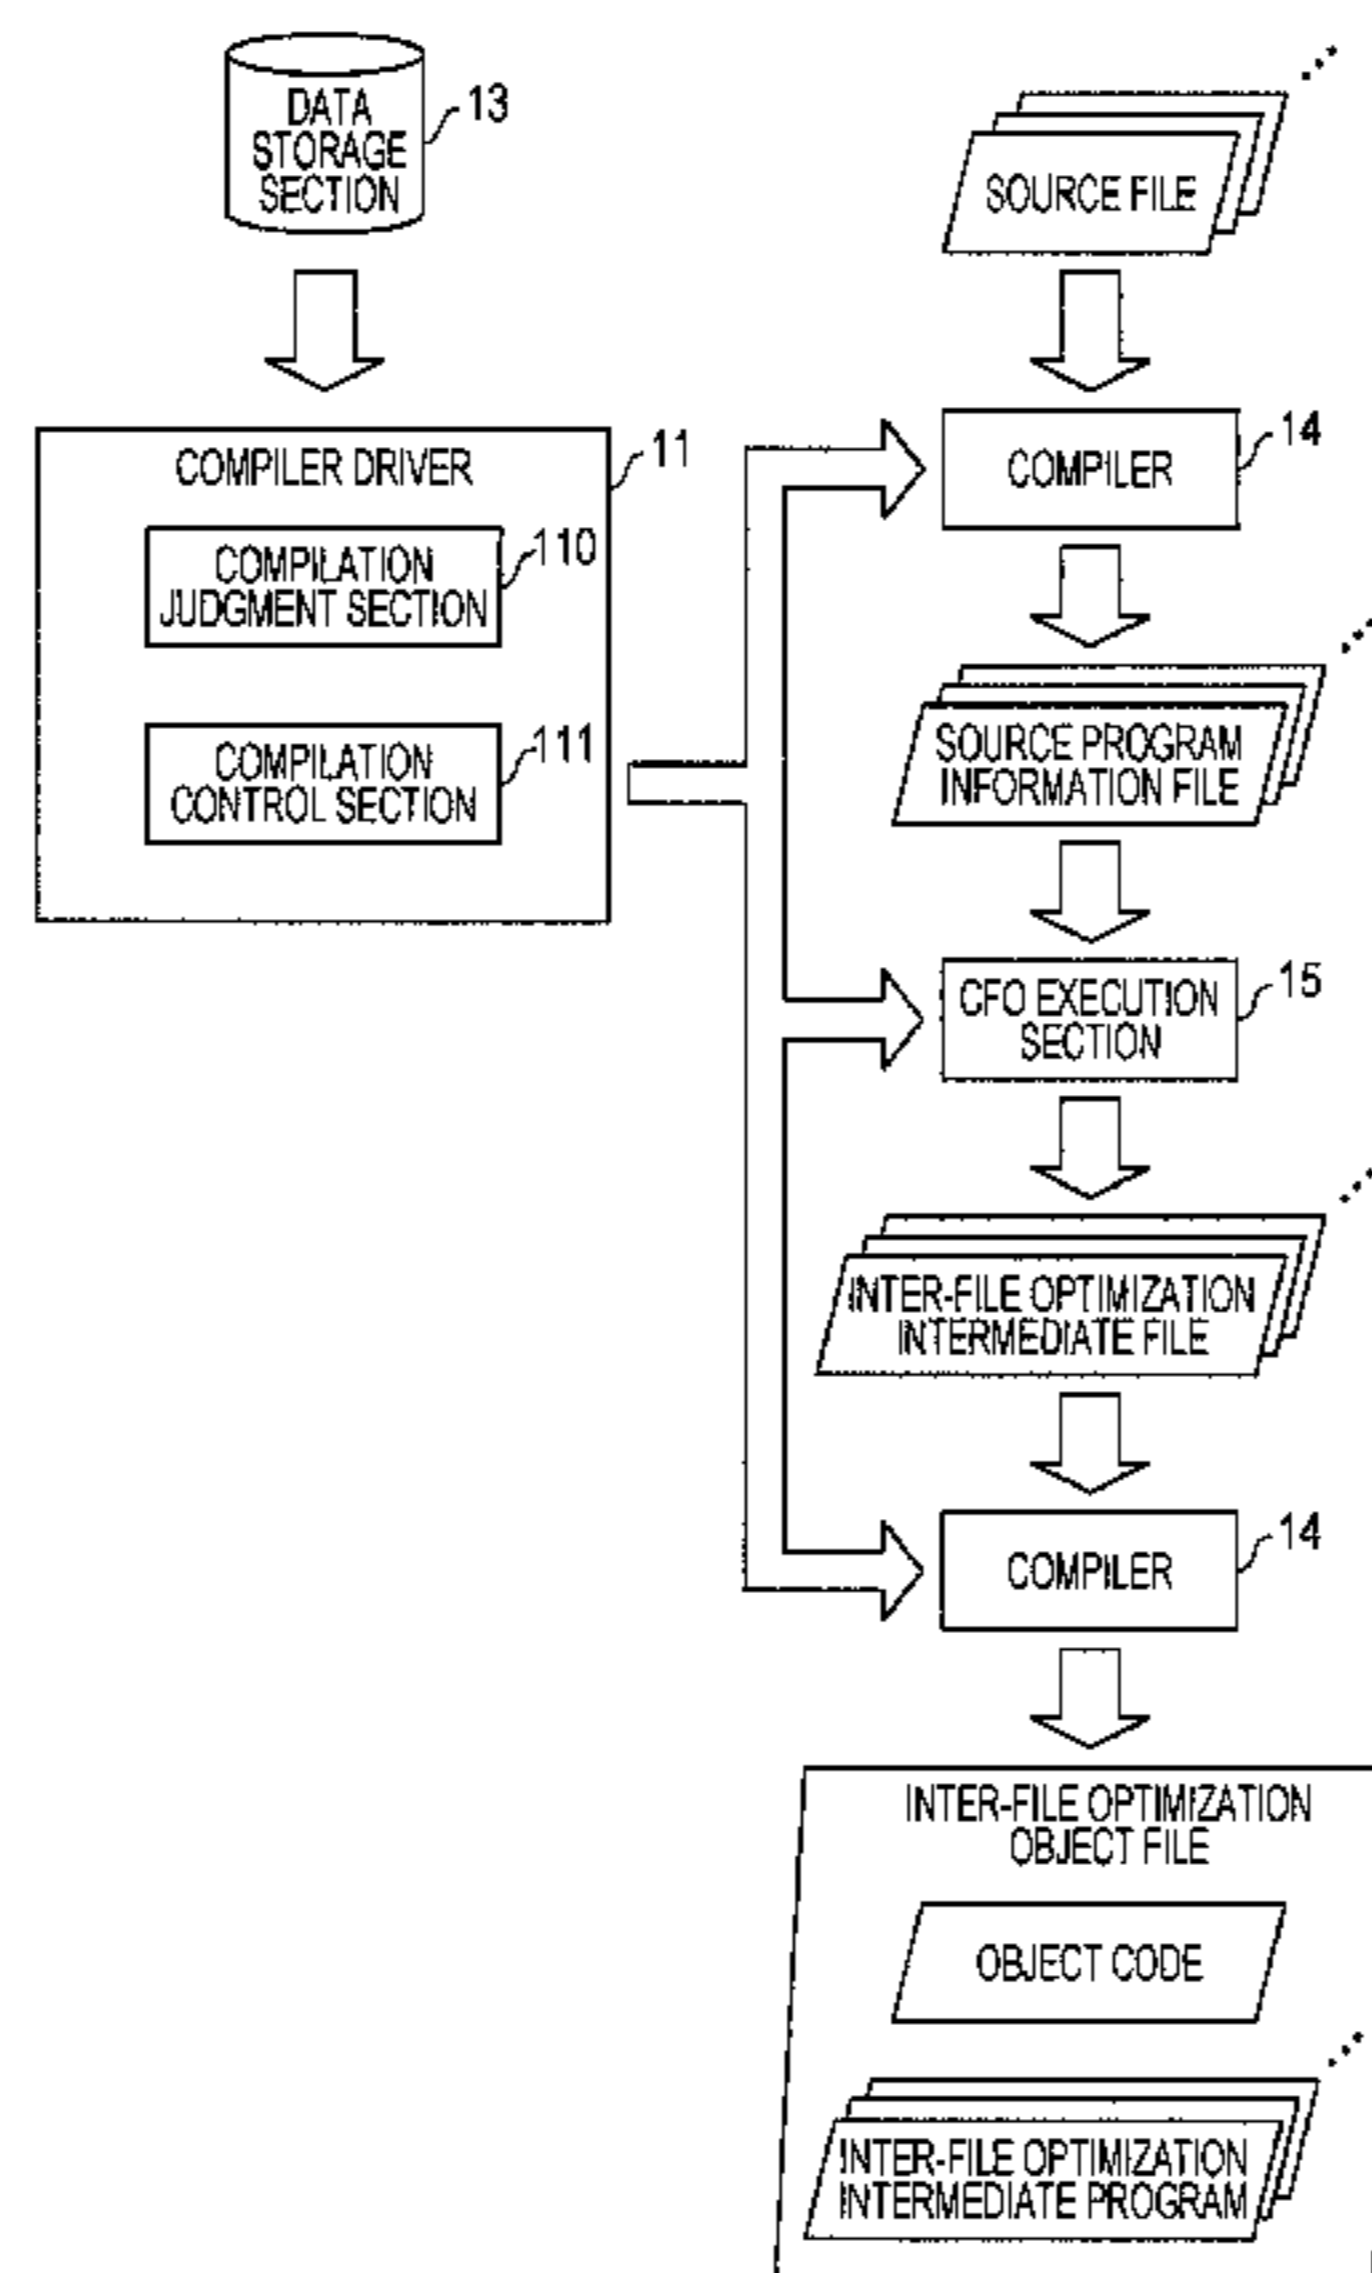 DATA
STORAGE
SECTION
13
COMPILER DRIVER
11
COMPILATION
JUDGMENT SECTION
110
COMPILATION
CONTROL SECTION
111
SOURCE FILE
COMPILER
14
SOURCE PROGRAM
INFORMATION FILE
CFO EXECUTION
SECTION
15
INTER-FILE OPTIMIZATION
INTERMEDIATE FILE
COMPILER
14
INTER-FILE OPTIMIZATION
OBJECT FILE
OBJECT CODE
INTER-FILE OPTIMIZATION
INTERMEDIATE PROGRAM